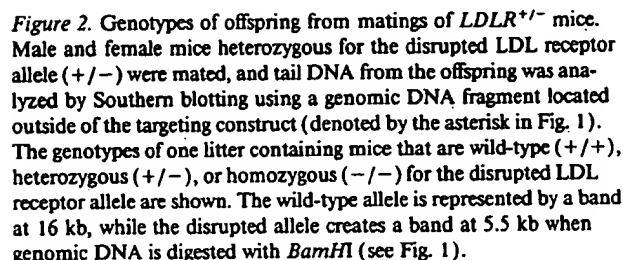 Figure 2. Genotypes of offspring from matings of LDLR+/− mice.
Male and female mice heterozygous for the disrupted LDL receptor
allele (+/−) were mated, and tail DNA from the offspring was ana-
lyzed by Southern blotting using a genomic DNA fragment located
outside of the targeting construct (denoted by the asterisk in Fig. 1).
The genotypes of one litter containing mice that are wild-type (+/+),
heterozygous (+/−), or homozygous (−/−) for the disrupted LDL
receptor allele are shown. The wild-type allele is represented by a band
at 16 kb, while the disrupted allele creates a band at 5.5 kb when
genomic DNA is digested with BamHI (see Fig. 1).